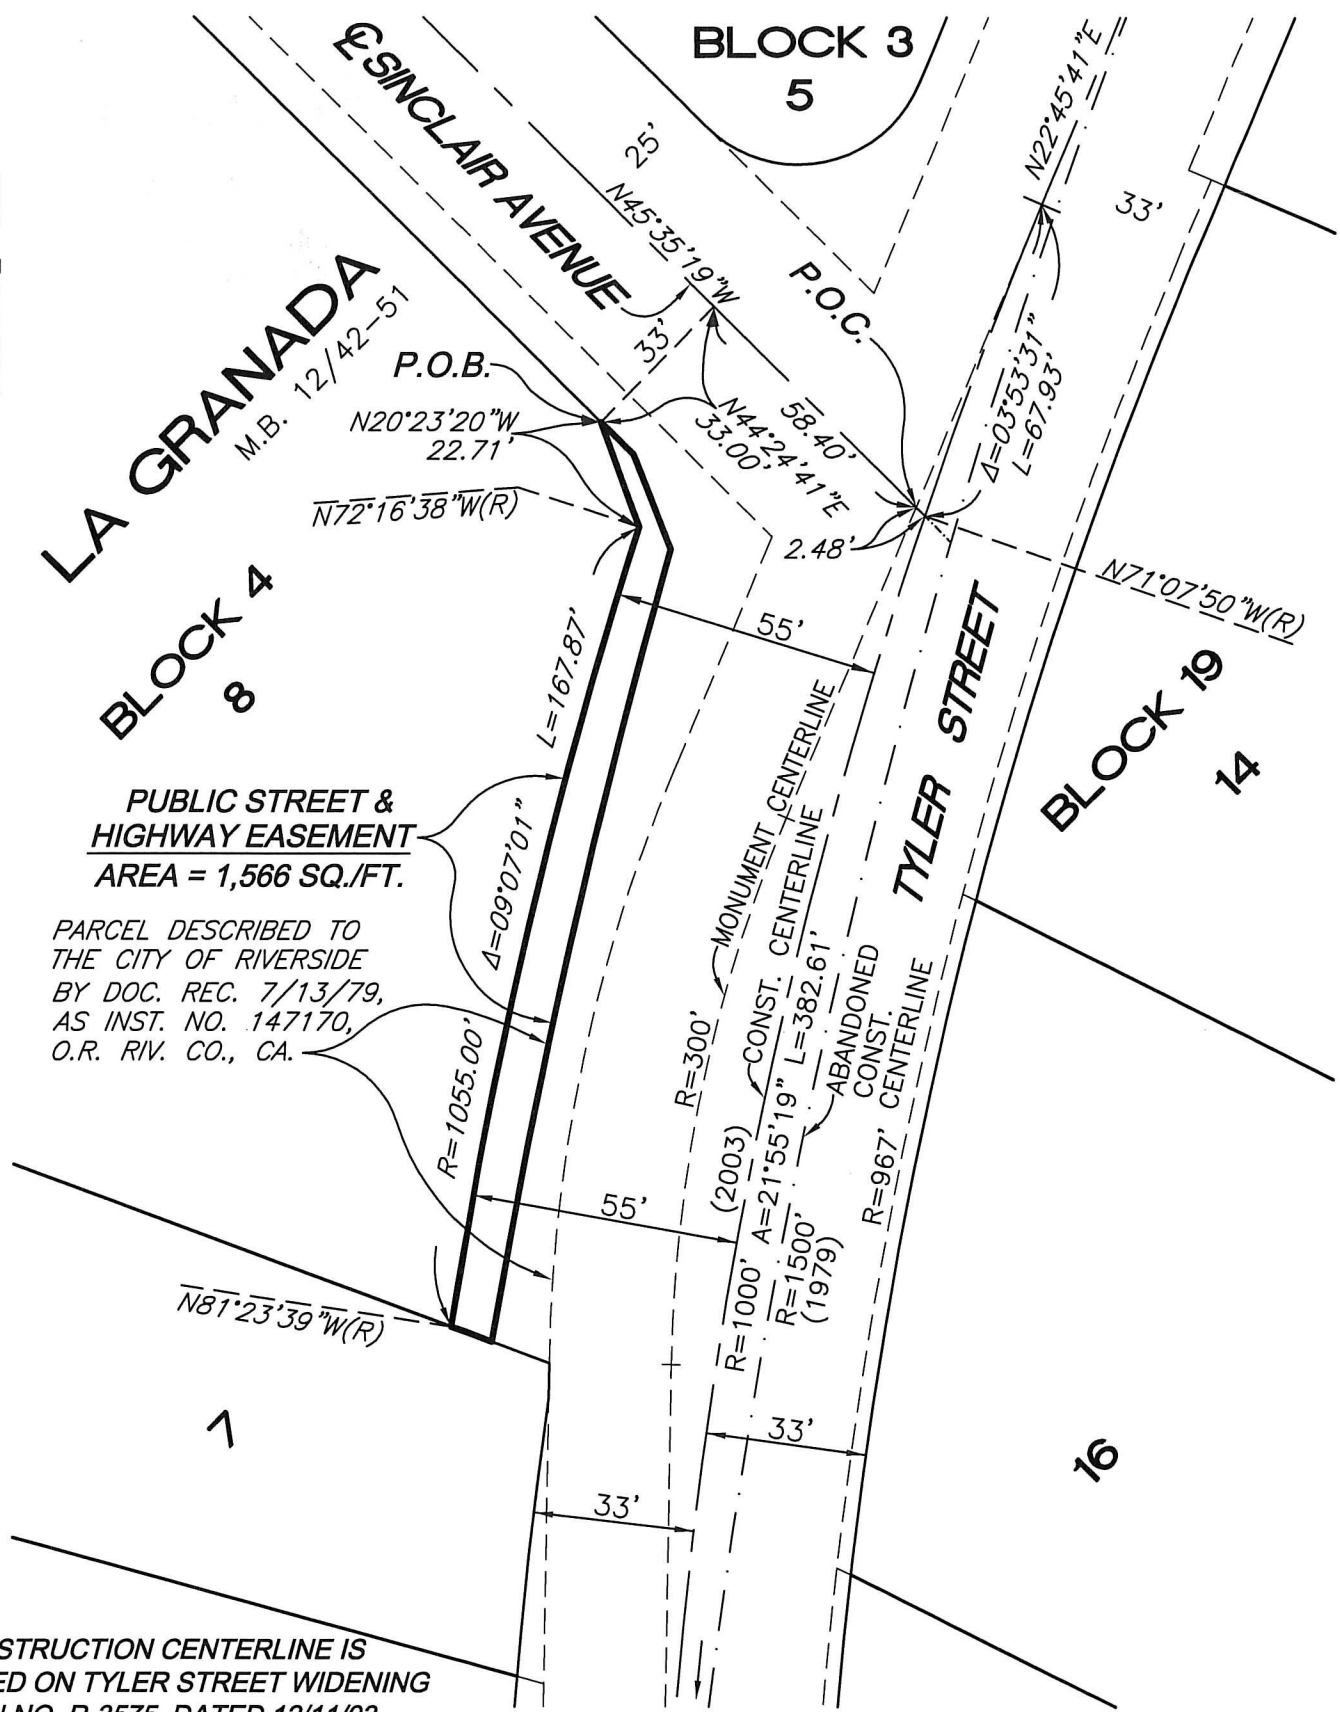 BLOCK 3
5
℄ SINCLAIR AVENUE
25'
N45°35'19"W
N22°45'41"E
33'
P.O.C.
LA GRANADA
M.B. 12/42-51
33'
P.O.B.
N20°23'20"W
22.71'
N44°24'41"E
33.00'
58.40'
Δ=03°53'31"
L=67.93'
N72°16'38"W(R)
2.48'
N71°07'50"W(R)
BLOCK 4
8
55'
L=167.87'
TYLER STREET
BLOCK 19
14
PUBLIC STREET &
HIGHWAY EASEMENT
AREA = 1,566 SQ./FT.
Δ=09°07'01"
MONUMENT CENTERLINE
CONST. CENTERLINE
PARCEL DESCRIBED TO
THE CITY OF RIVERSIDE
BY DOC. REC. 7/13/79,
AS INST. NO. 147170,
O.R. RIV. CO., CA.
R=1055.00'
R=300'
(2003)
R=1000' A=21°55'19" L=382.61'
ABANDONED
CONST.
CENTERLINE
R=1500'
(1979)
R=967'
55'
N81°23'39"W(R)
7
33'
16
33'
STRUCTION CENTERLINE IS
ED ON TYLER STREET WIDENING